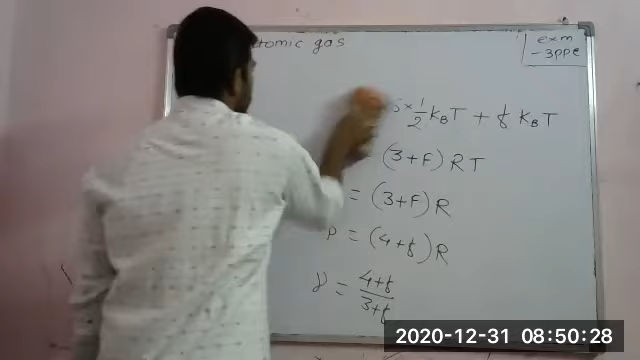 tomic gas
exm
-3ppe
× 1/2 KBT + f KBT
(3+F) RT
= (3+F) R
P = (4+f) R
γ = 4+f / 3+f
2020-12-31 08:50:28